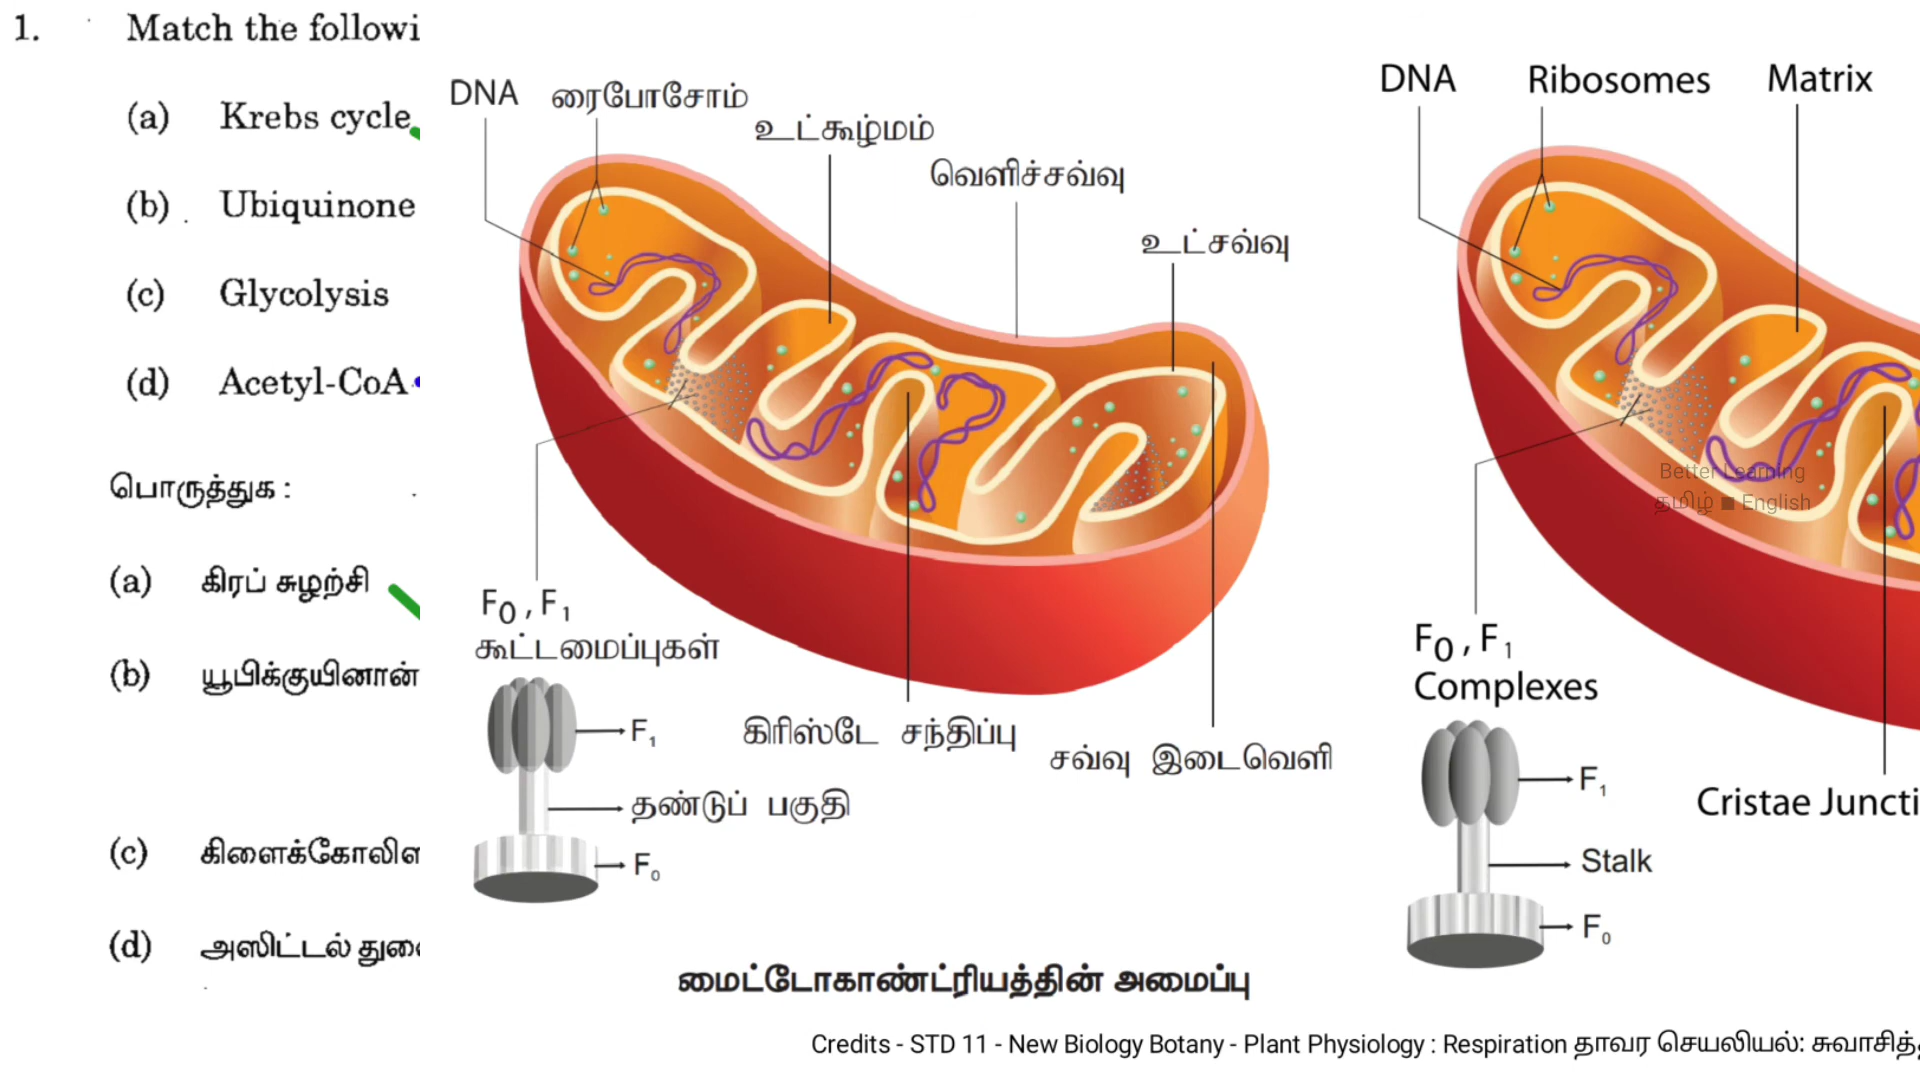 1. Match the followi
(a) Krebs cycle
(b) Ubiquinone
(c) Glycolysis
(d) Acetyl-CoA
பொருத்துக :
(a) கிரப் சுழற்சி
(b) யூபிக்குயினான்
(c) கிளைக்கோலிஸ
(d) அஸிட்டல் துணை
DNA
ரைபோசோம்
உட்கூழ்மம்
வெளிச்சவ்வு
உட்சவ்வு
F0 , F1
கூட்டமைப்புகள்
F1
தண்டுப் பகுதி
F0
கிரிஸ்டே சந்திப்பு
சவ்வு இடைவெளி
மைட்டோகாண்ட்ரியத்தின் அமைப்பு
DNA
Ribosomes
Matrix
Better Learning
தமிழ் ■ English
F0 , F1
Complexes
F1
Stalk
F0
Cristae Juncti
Credits - STD 11 - New Biology Botany - Plant Physiology : Respiration தாவர செயலியல்: சுவாசித்